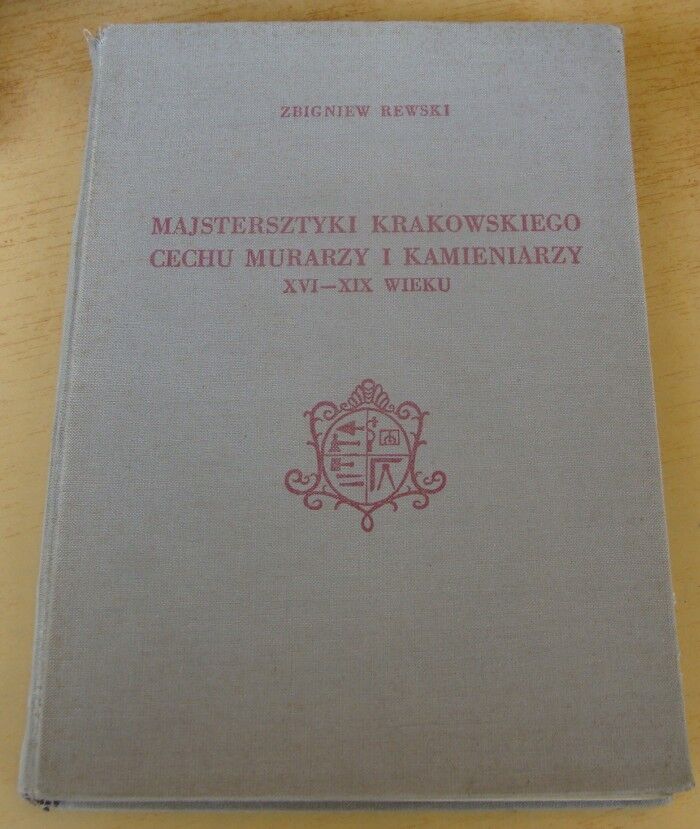 ZBIGNIEW REWSKI
MAJSTERSZTYKI KRAKOWSKIEGO
CECHU MURARZY I KAMIENIARZY
XVI—XIX WIEKU